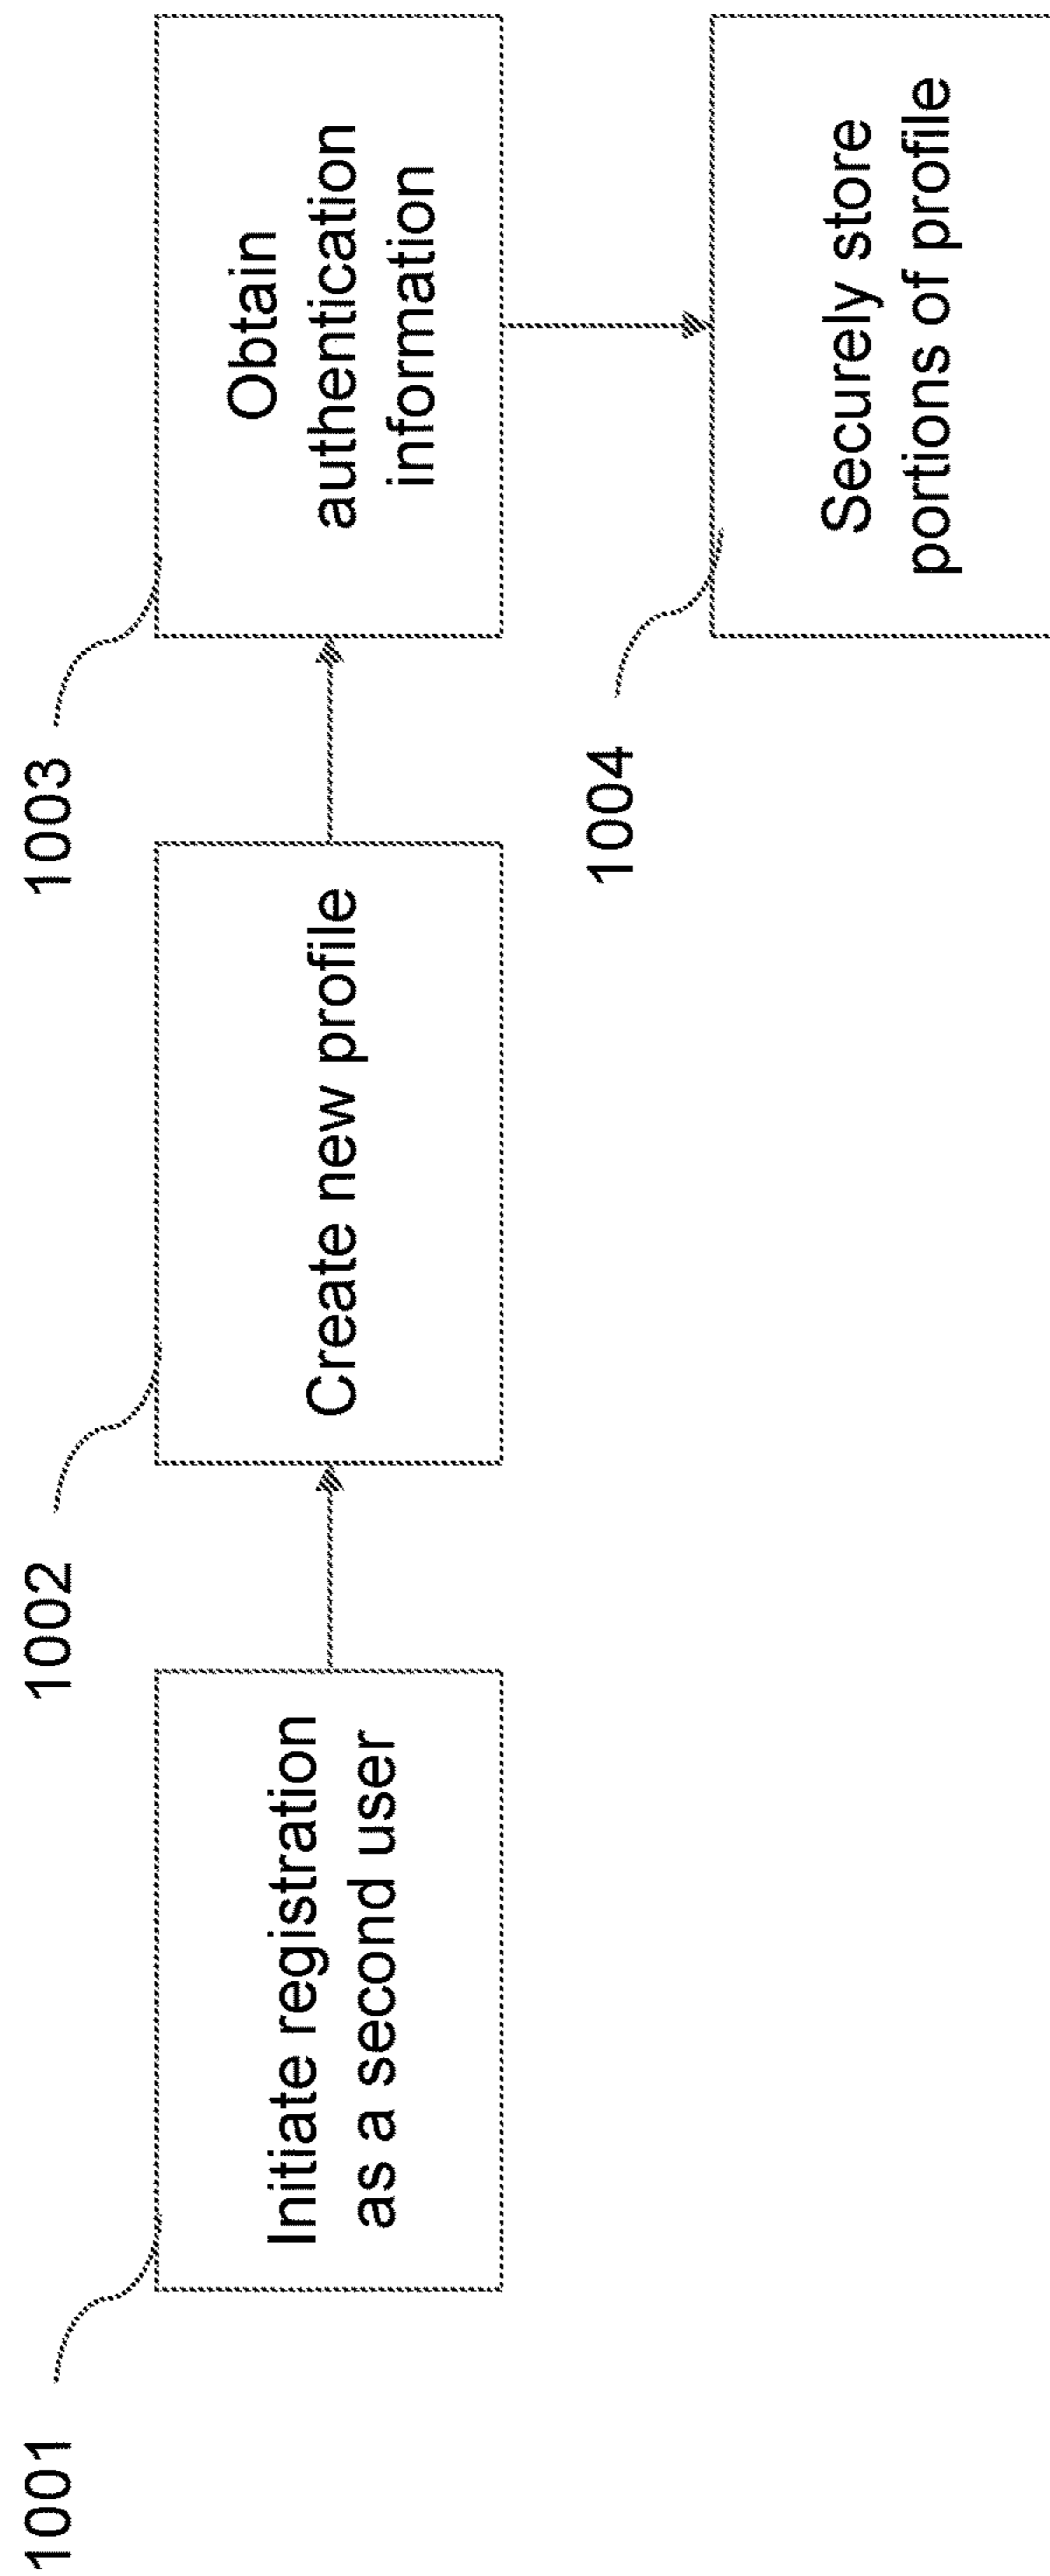 1001
Initiate registration
as a second user
1002
Create new profile
1003
Obtain
authentication
information
1004
Securely store
portions of profile